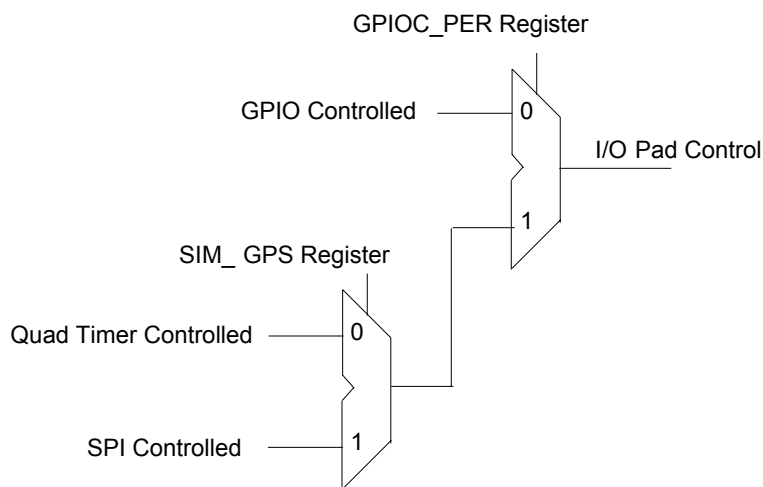 GPIOC_PER Register
GPIO Controlled
0
I/O Pad Control
1
SIM_ GPS Register
Quad Timer Controlled
0
SPI Controlled
1